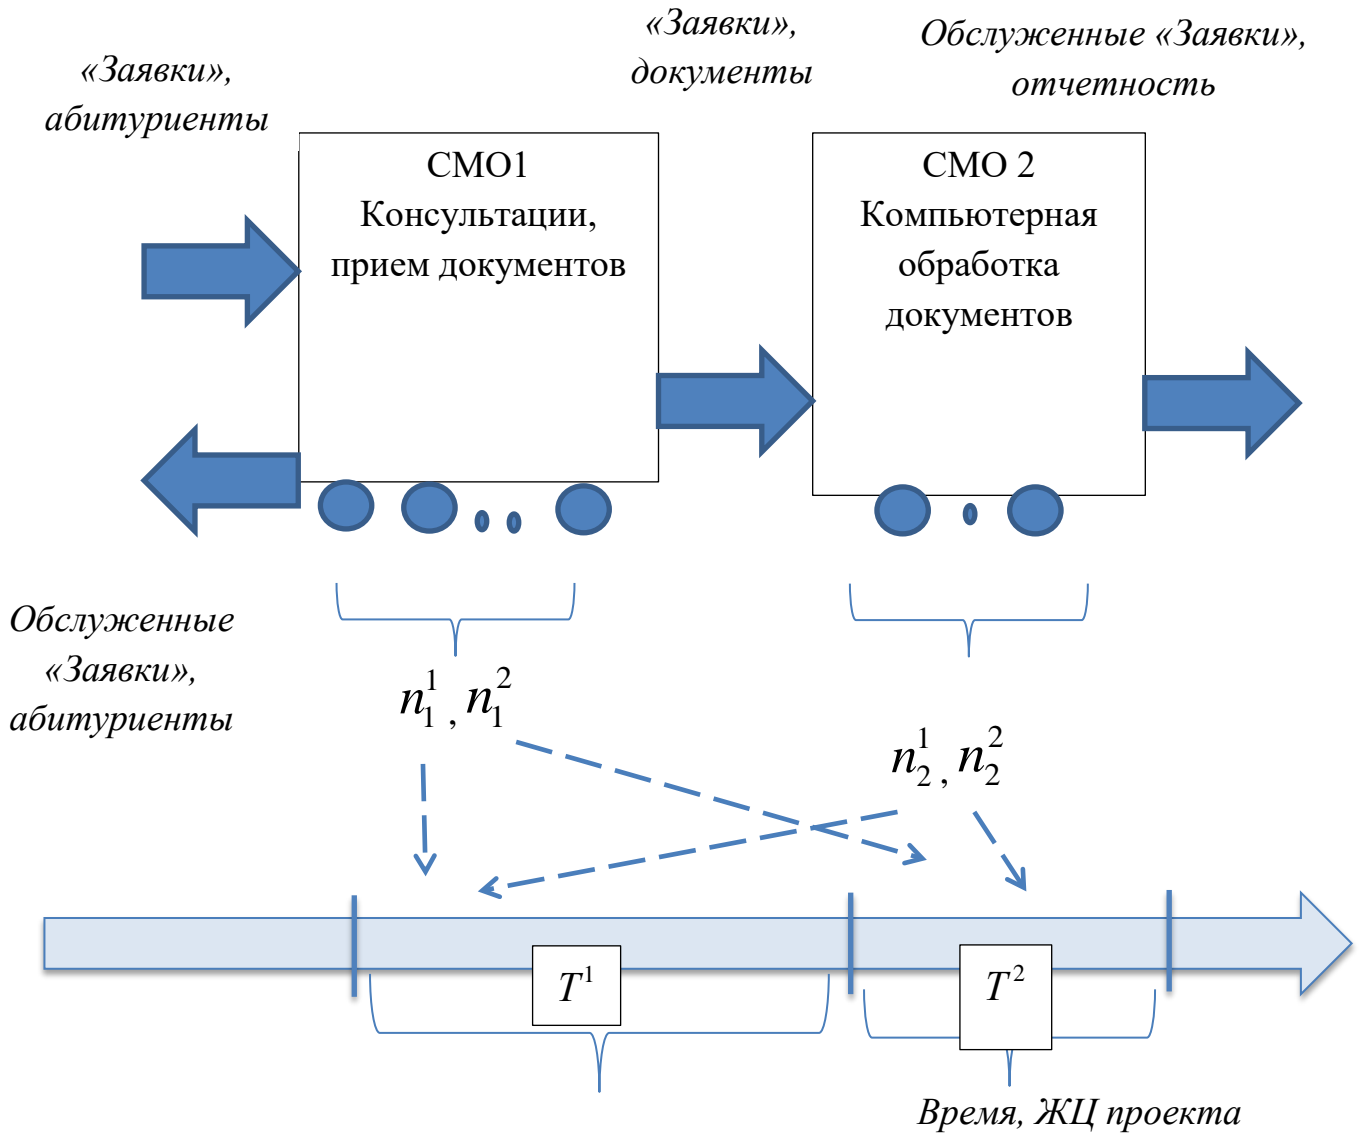 «Заявки»,
абитуриенты
«Заявки»,
документы
Обслуженные «Заявки»,
отчетность
СМО1
Консультации,
прием документов
СМО 2
Компьютерная
обработка
документов
Обслуженные
«Заявки»,
абитуриенты
n₁¹, n₁²
n₂¹, n₂²
T¹
T²
Время, ЖЦ проекта